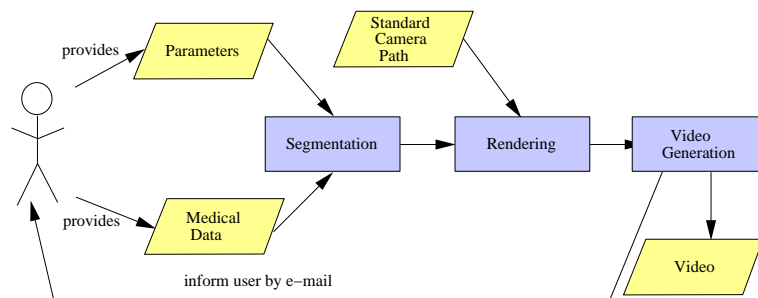 provides
Parameters
Standard
Camera
Path
Segmentation
Rendering
Video
Generation
provides
Medical
Data
Video
inform user by e−mail